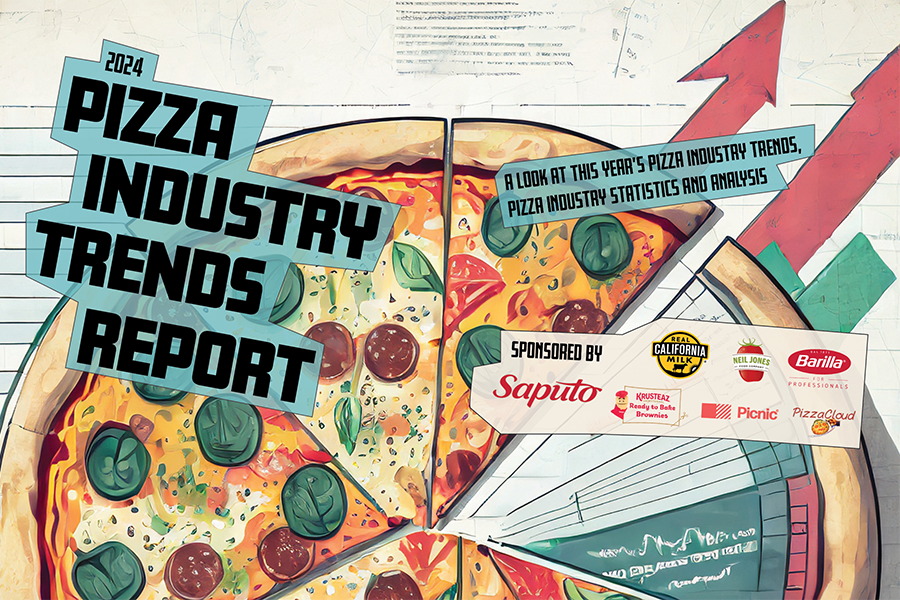 2024
PIZZA
INDUSTRY
TRENDS
REPORT
A LOOK AT THIS YEAR'S PIZZA INDUSTRY TRENDS,
PIZZA INDUSTRY STATISTICS AND ANALYSIS
SPONSORED BY
Saputo
REAL
CALIFORNIA
MILK
NEIL JONES
FOOD COMPANY
Barilla
FOR
PROFESSIONALS
KRUSTEAZ
Ready to Bake
Brownies
Picnic
PizzaCloud